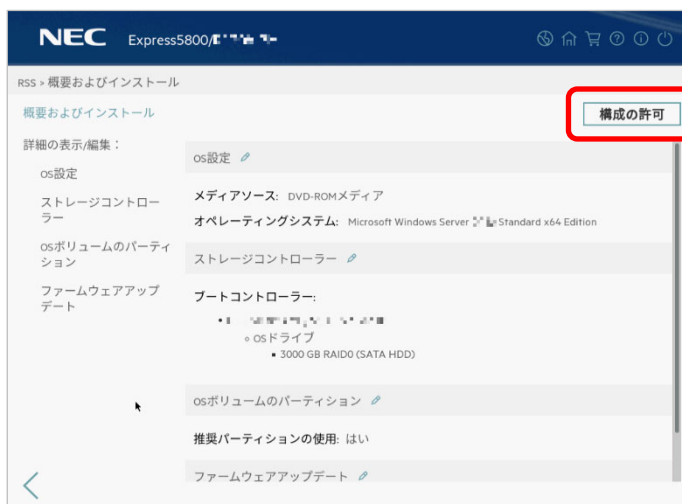 NEC Express5800/
RSS > 概要およびインストール
概要およびインストール
構成の許可
詳細の表示/編集：
OS設定
ストレージコントロー
ラー
OSボリュームのパーティ
ション
ファームウェアアップ
デート
OS設定
メディアソース: DVD-ROMメディア
オペレーティングシステム: Microsoft Windows Server Standard x64 Edition
ストレージコントローラー
ブートコントローラー:
OSドライブ
3000 GB RAID0 (SATA HDD)
OSボリュームのパーティション
推奨パーティションの使用: はい
ファームウェアアップデート